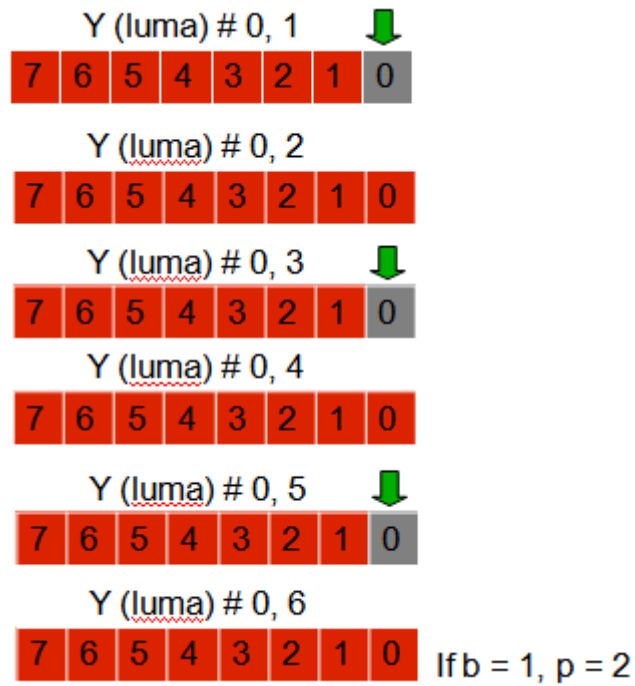 Y (luma) # 0, 1
7 6 5 4 3 2 1 0
Y (luma) # 0, 2
7 6 5 4 3 2 1 0
Y (luma) # 0, 3
7 6 5 4 3 2 1 0
Y (luma) # 0, 4
7 6 5 4 3 2 1 0
Y (luma) # 0, 5
7 6 5 4 3 2 1 0
Y (luma) # 0, 6
7 6 5 4 3 2 1 0 If b = 1, p = 2